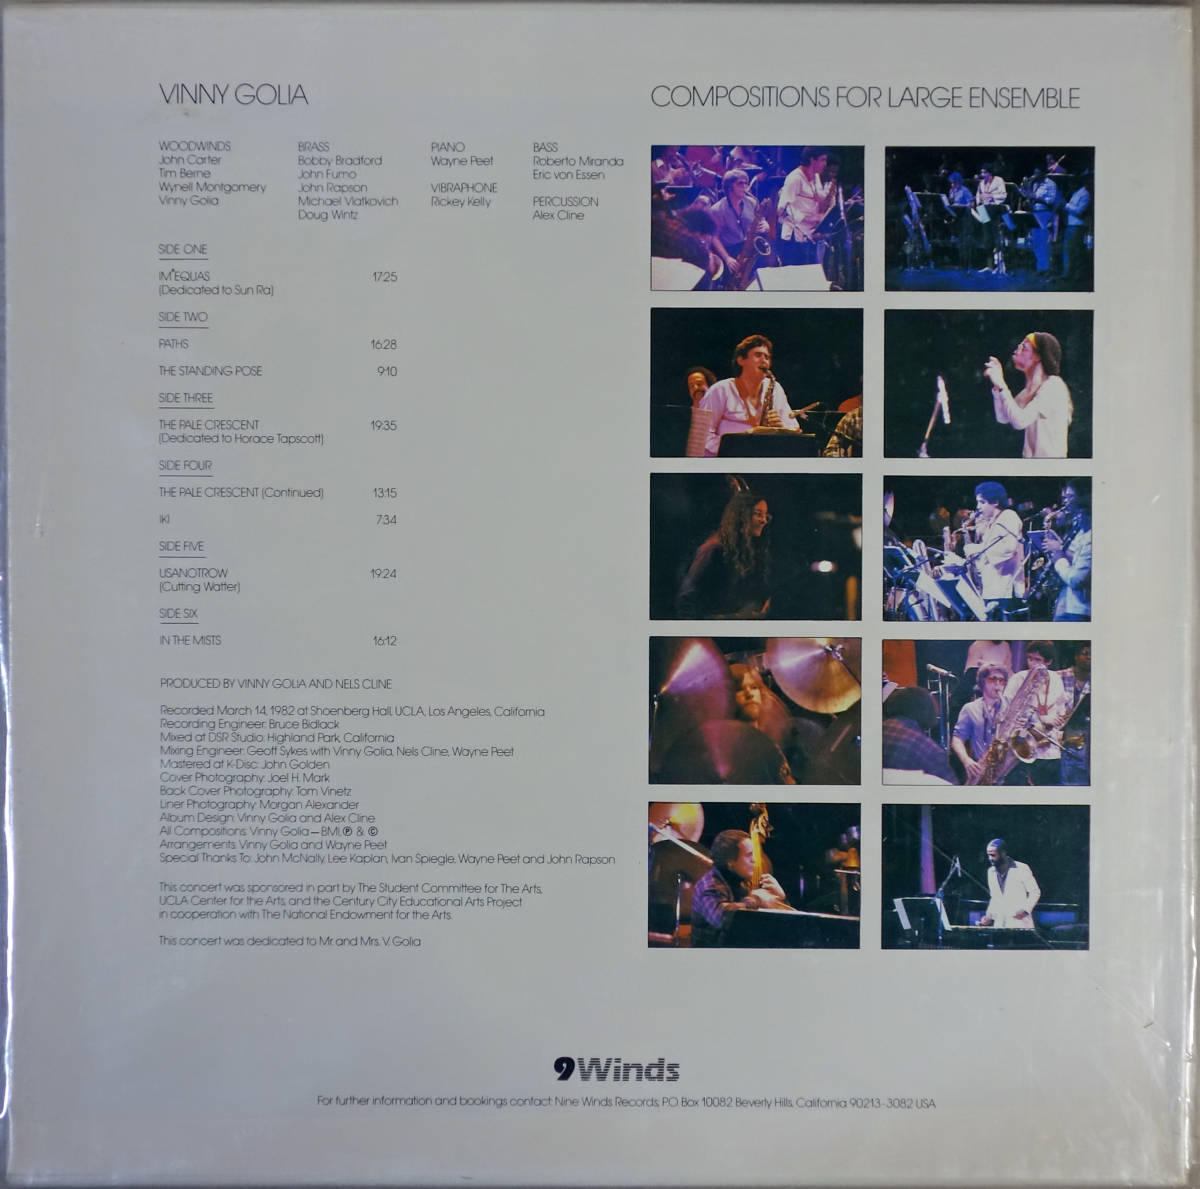 VINNY GOLIA
COMPOSITIONS FOR LARGE ENSEMBLE
WOODWINDS
John Carter
Tim Berne
Wynell Montgomery
Vinny Golia
BRASS
Bobby Bradford
John Fumo
John Rapson
Michael Vlatkovich
Doug Wintz
PIANO
Wayne Peet
VIBRAPHONE
Rickey Kelly
BASS
Roberto Miranda
Eric von Essen
PERCUSSION
Alex Cline
SIDE ONE
IM*EQUAS 17:25
(Dedicated to Sun Ra)
SIDE TWO
PATHS 16:28
THE STANDING POSE 9:10
SIDE THREE
THE PALE CRESCENT 19:35
(Dedicated to Horace Tapscott)
SIDE FOUR
THE PALE CRESCENT (Continued) 13:15
IKI 7:34
SIDE FIVE
USANOTROW 19:24
(Cutting Watter)
SIDE SIX
IN THE MISTS 16:12
PRODUCED BY VINNY GOLIA AND NELS CLINE
Recorded March 14, 1982 at Shoenberg Hall, UCLA, Los Angeles, California
Recording Engineer: Bruce Bidlack
Mixed at DSR Studio: Highland Park, California
Mixing Engineer: Geoff Sykes with Vinny Golia, Nels Cline, Wayne Peet
Mastered at K-Disc: John Golden
Cover Photography: Joel H. Mark
Back Cover Photography: Tom Vinetz
Liner Photography: Morgan Alexander
Album Design: Vinny Golia and Alex Cline
All Compositions: Vinny Golia—BMI, ℗ & ©
Arrangements: Vinny Golia and Wayne Peet
Special Thanks To: John McNally, Lee Kaplan, Ivan Spiegle, Wayne Peet and John Rapson
This concert was sponsored in part by The Student Committee for The Arts,
UCLA Center for the Arts, and the Century City Educational Arts Project
in cooperation with The National Endowment for the Arts.
This concert was dedicated to Mr. and Mrs. V. Golia
9Winds
For further information and bookings contact: Nine Winds Records, P.O. Box 10082 Beverly Hills, California 90213-3082 USA